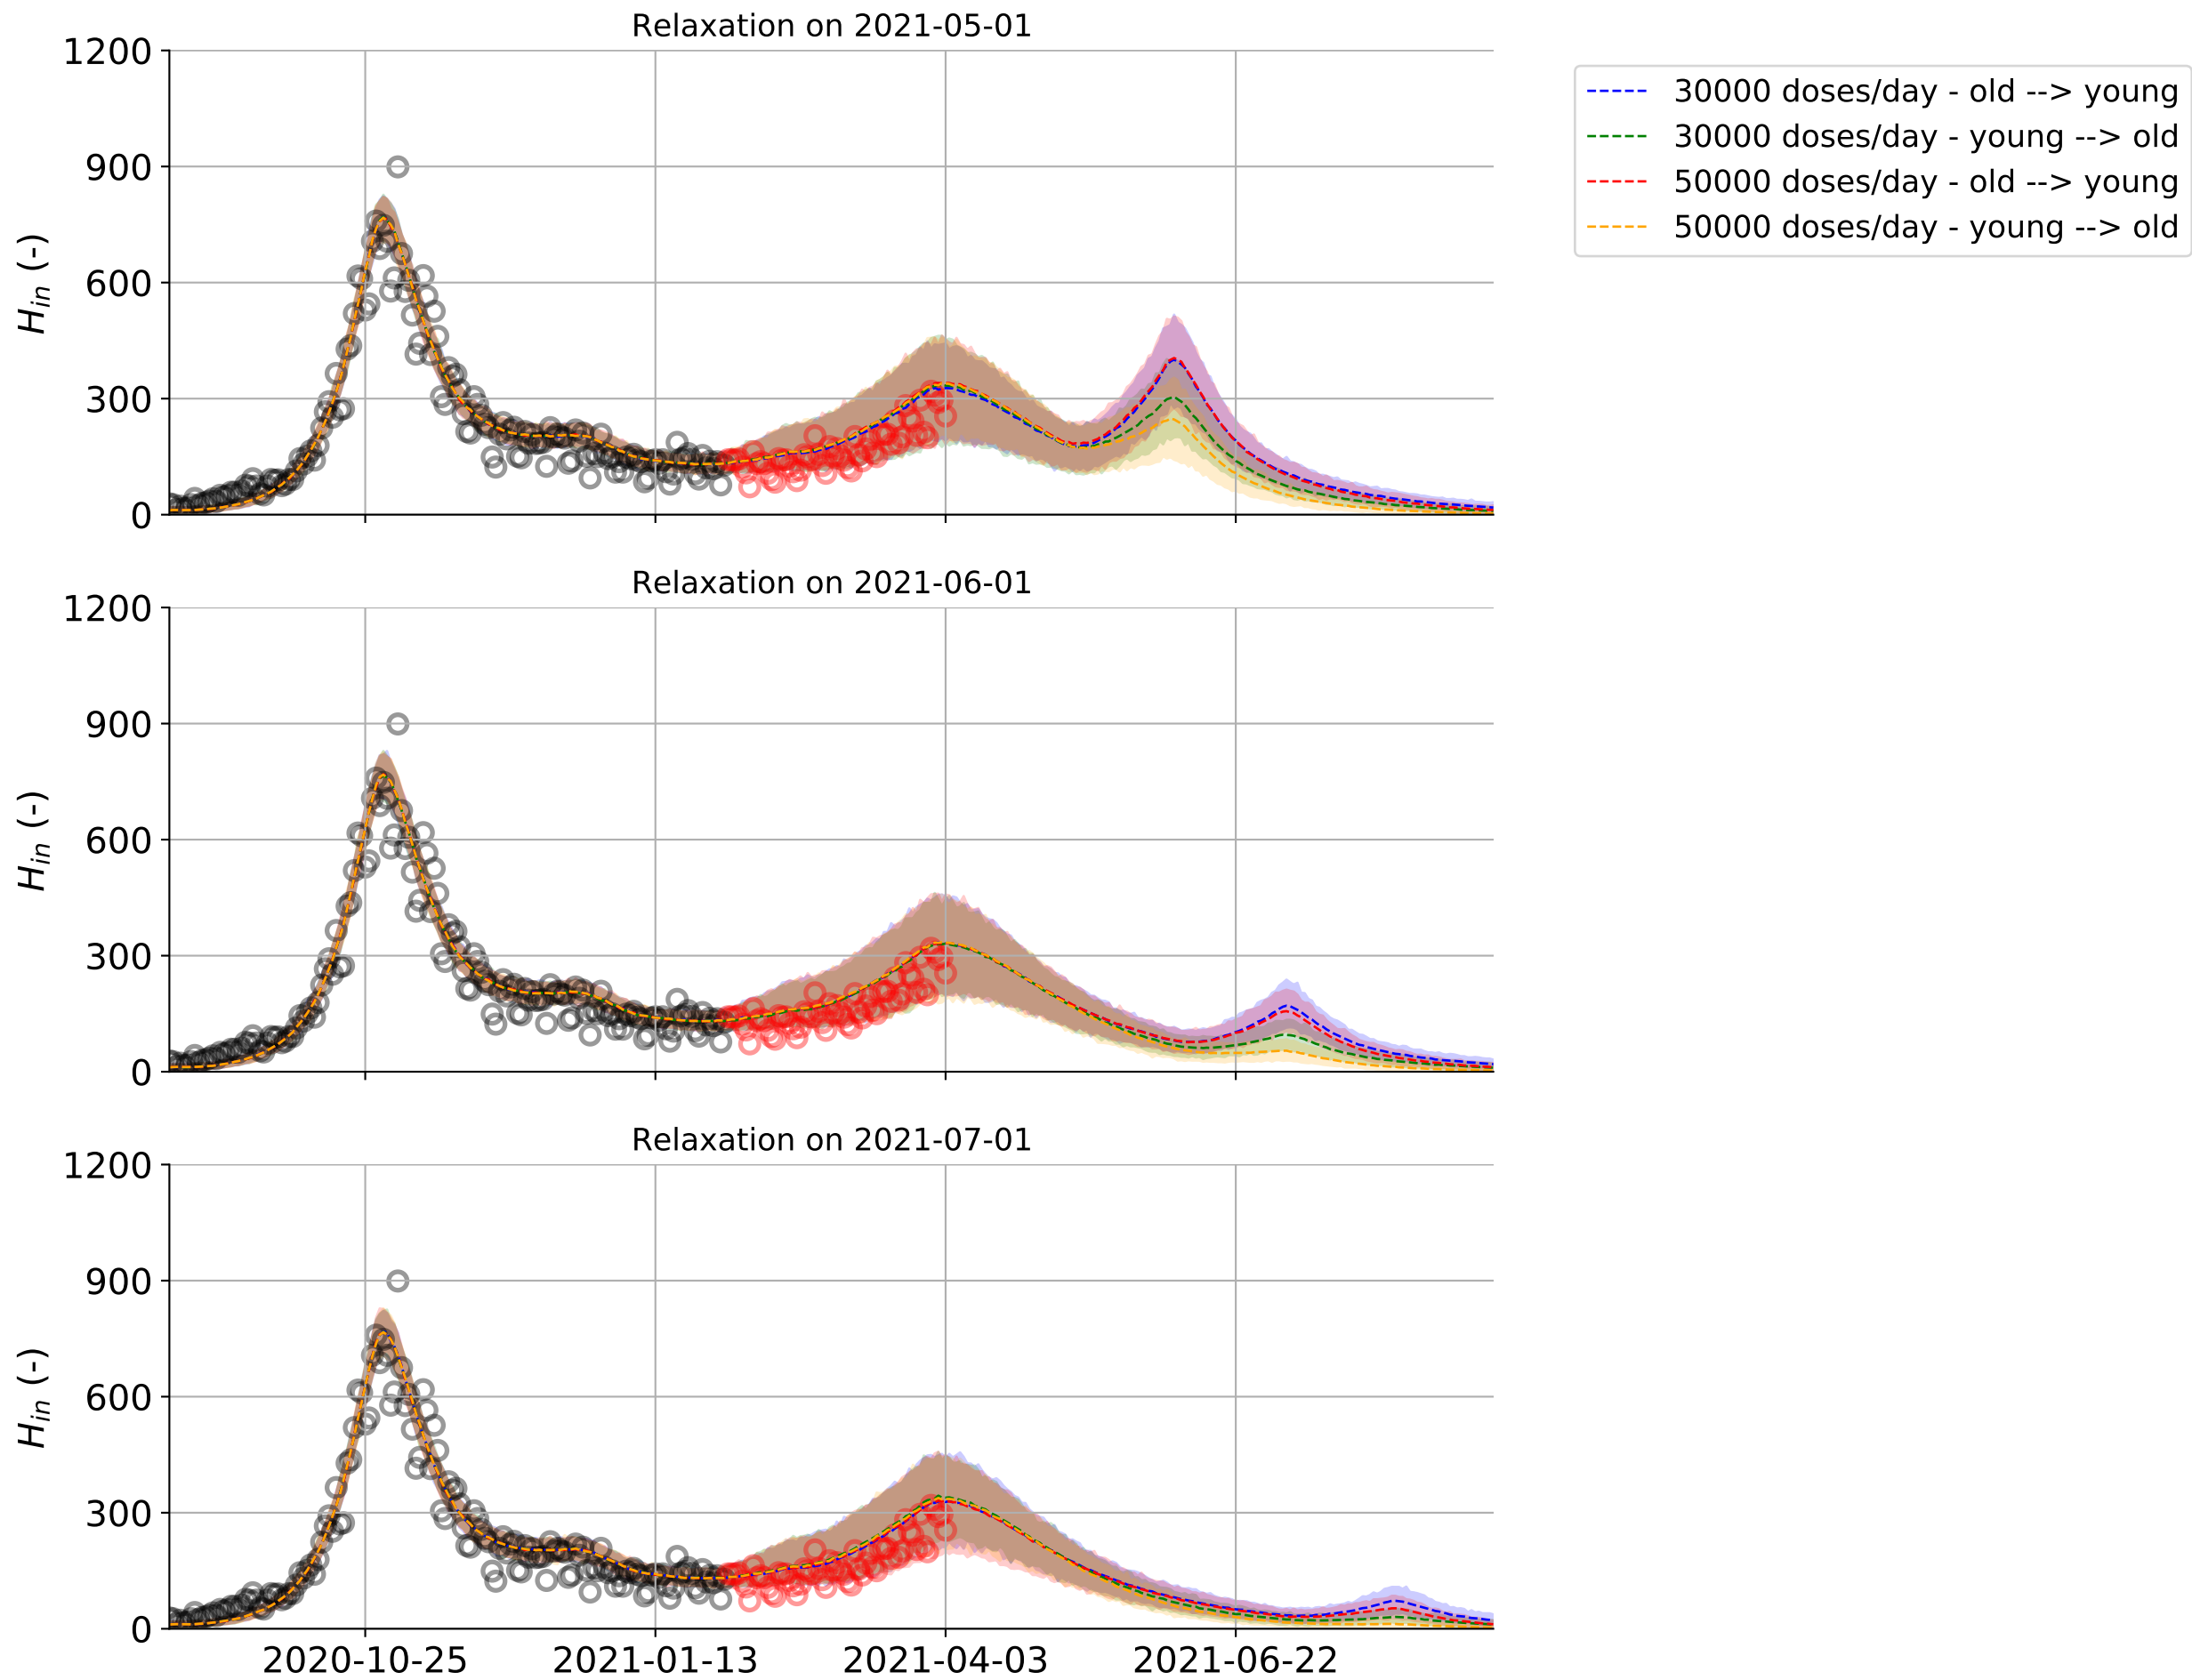 Relaxation on 2021-05-01
1200
900
600
300
0
H_in (-)
30000 doses/day - old --> young
30000 doses/day - young --> old
50000 doses/day - old --> young
50000 doses/day - young --> old
Relaxation on 2021-06-01
1200
900
600
300
0
H_in (-)
Relaxation on 2021-07-01
1200
900
600
300
0
H_in (-)
2020-10-25 2021-01-13 2021-04-03 2021-06-22